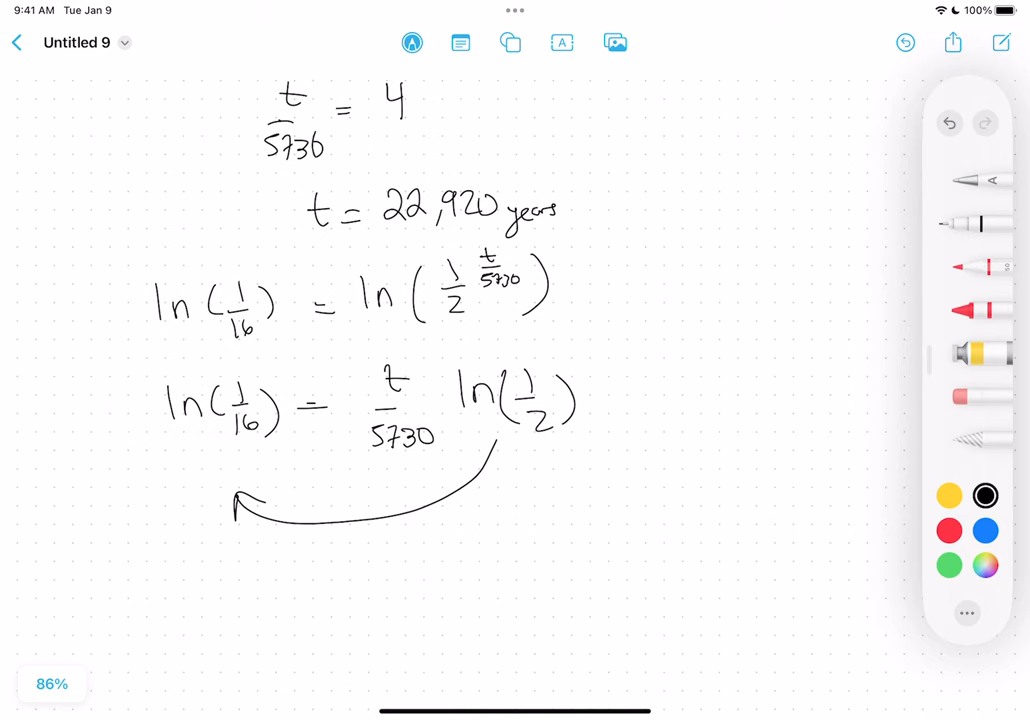 9:41 AM Tue Jan 9
100%
Untitled 9
t/5730 = 4
t = 22,920 years
ln(1/16) = ln(1/2^(t/5730))
ln(1/16) = t/5730 ln(1/2)
86%